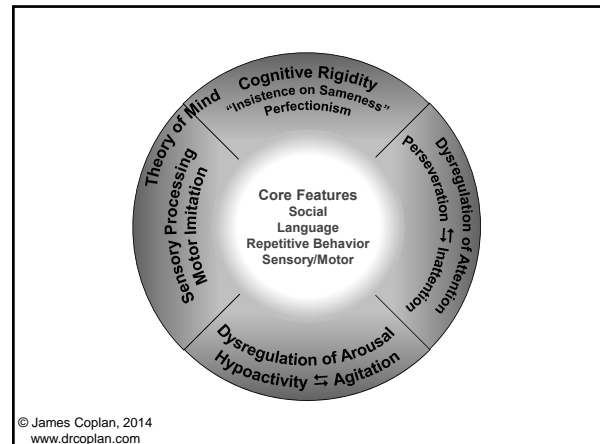 Cognitive Rigidity
“Insistence on Sameness”
Perfectionism
Dysregulation of Attention
Perseveration ⇆ Inattention
Dysregulation of Arousal
Hypoactivity ⇆ Agitation
Theory of Mind
Sensory Processing
Motor Imitation
Core Features
Social
Language
Repetitive Behavior
Sensory/Motor
© James Coplan, 2014
www.drcoplan.com